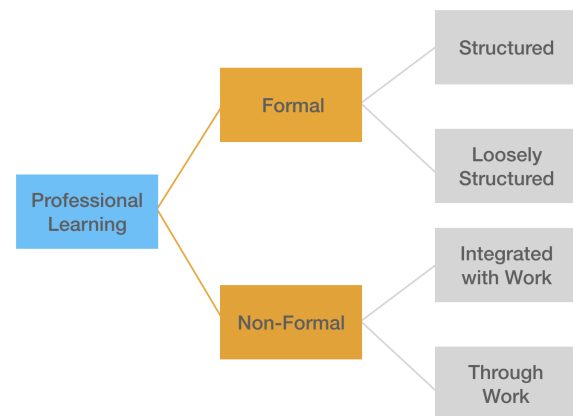 Professional
Learning
Formal
Non-Formal
Structured
Loosely
Structured
Integrated
with Work
Through
Work